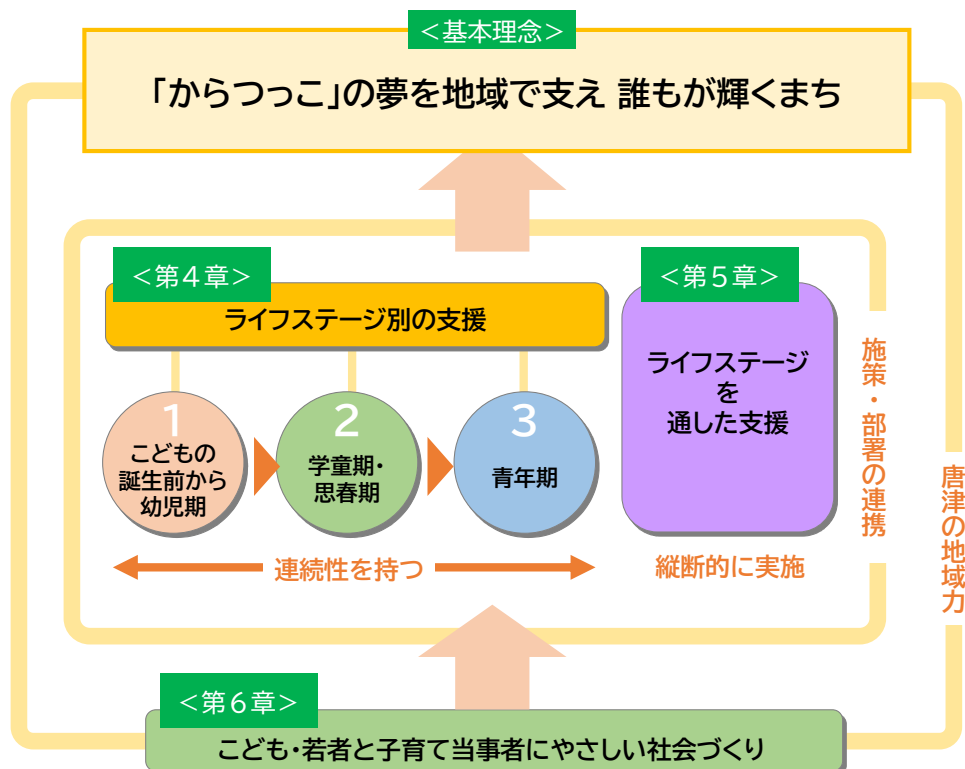 ＜基本理念＞
「からつっこ」の夢を地域で支え 誰もが輝くまち
＜第４章＞
ライフステージ別の支援
1
こどもの
誕生前から
幼児期
2
学童期・
思春期
3
青年期
連続性を持つ
＜第５章＞
ライフステージ
を
通した支援
縦断的に実施
施策・部署の連携
唐津の地域力
＜第６章＞
こども・若者と子育て当事者にやさしい社会づくり